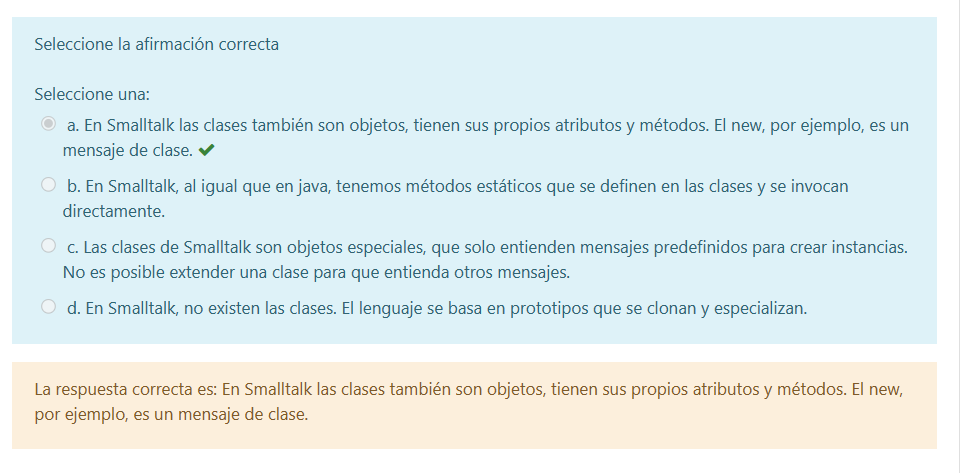 Seleccione la afirmación correcta
Seleccione una:
a. En Smalltalk las clases también son objetos, tienen sus propios atributos y métodos. El new, por ejemplo, es un
mensaje de clase.
b. En Smalltalk, al igual que en java, tenemos métodos estáticos que se definen en las clases y se invocan
directamente.
c. Las clases de Smalltalk son objetos especiales, que solo entienden mensajes predefinidos para crear instancias.
No es posible extender una clase para que entienda otros mensajes.
d. En Smalltalk, no existen las clases. El lenguaje se basa en prototipos que se clonan y especializan.
La respuesta correcta es: En Smalltalk las clases también son objetos, tienen sus propios atributos y métodos. El new,
por ejemplo, es un mensaje de clase.